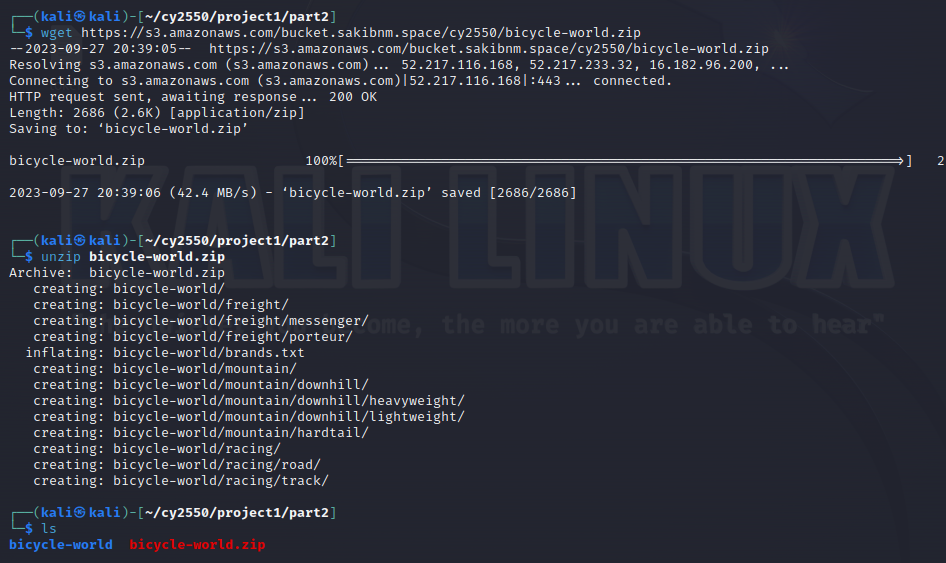 ┌──(kali㉿kali)-[~/cy2550/project1/part2]
└─$ wget https://s3.amazonaws.com/bucket.sakibnm.space/cy2550/bicycle-world.zip
--2023-09-27 20:39:05--  https://s3.amazonaws.com/bucket.sakibnm.space/cy2550/bicycle-world.zip
Resolving s3.amazonaws.com (s3.amazonaws.com)... 52.217.116.168, 52.217.233.32, 16.182.96.200, ...
Connecting to s3.amazonaws.com (s3.amazonaws.com)|52.217.116.168|:443... connected.
HTTP request sent, awaiting response... 200 OK
Length: 2686 (2.6K) [application/zip]
Saving to: ‘bicycle-world.zip’
bicycle-world.zip                    100%[=====================================================================>]   2
2023-09-27 20:39:06 (42.4 MB/s) - ‘bicycle-world.zip’ saved [2686/2686]
KALI LINUX
┌──(kali㉿kali)-[~/cy2550/project1/part2]
└─$ unzip bicycle-world.zip
Archive:  bicycle-world.zip
   creating: bicycle-world/
   creating: bicycle-world/freight/
   creating: bicycle-world/freight/messenger/
   creating: bicycle-world/freight/porteur/
the more you are able to hear"
  inflating: bicycle-world/brands.txt
   creating: bicycle-world/mountain/
   creating: bicycle-world/mountain/downhill/
   creating: bicycle-world/mountain/downhill/heavyweight/
   creating: bicycle-world/mountain/downhill/lightweight/
   creating: bicycle-world/mountain/hardtail/
   creating: bicycle-world/racing/
   creating: bicycle-world/racing/road/
   creating: bicycle-world/racing/track/
┌──(kali㉿kali)-[~/cy2550/project1/part2]
└─$ ls
bicycle-world  bicycle-world.zip